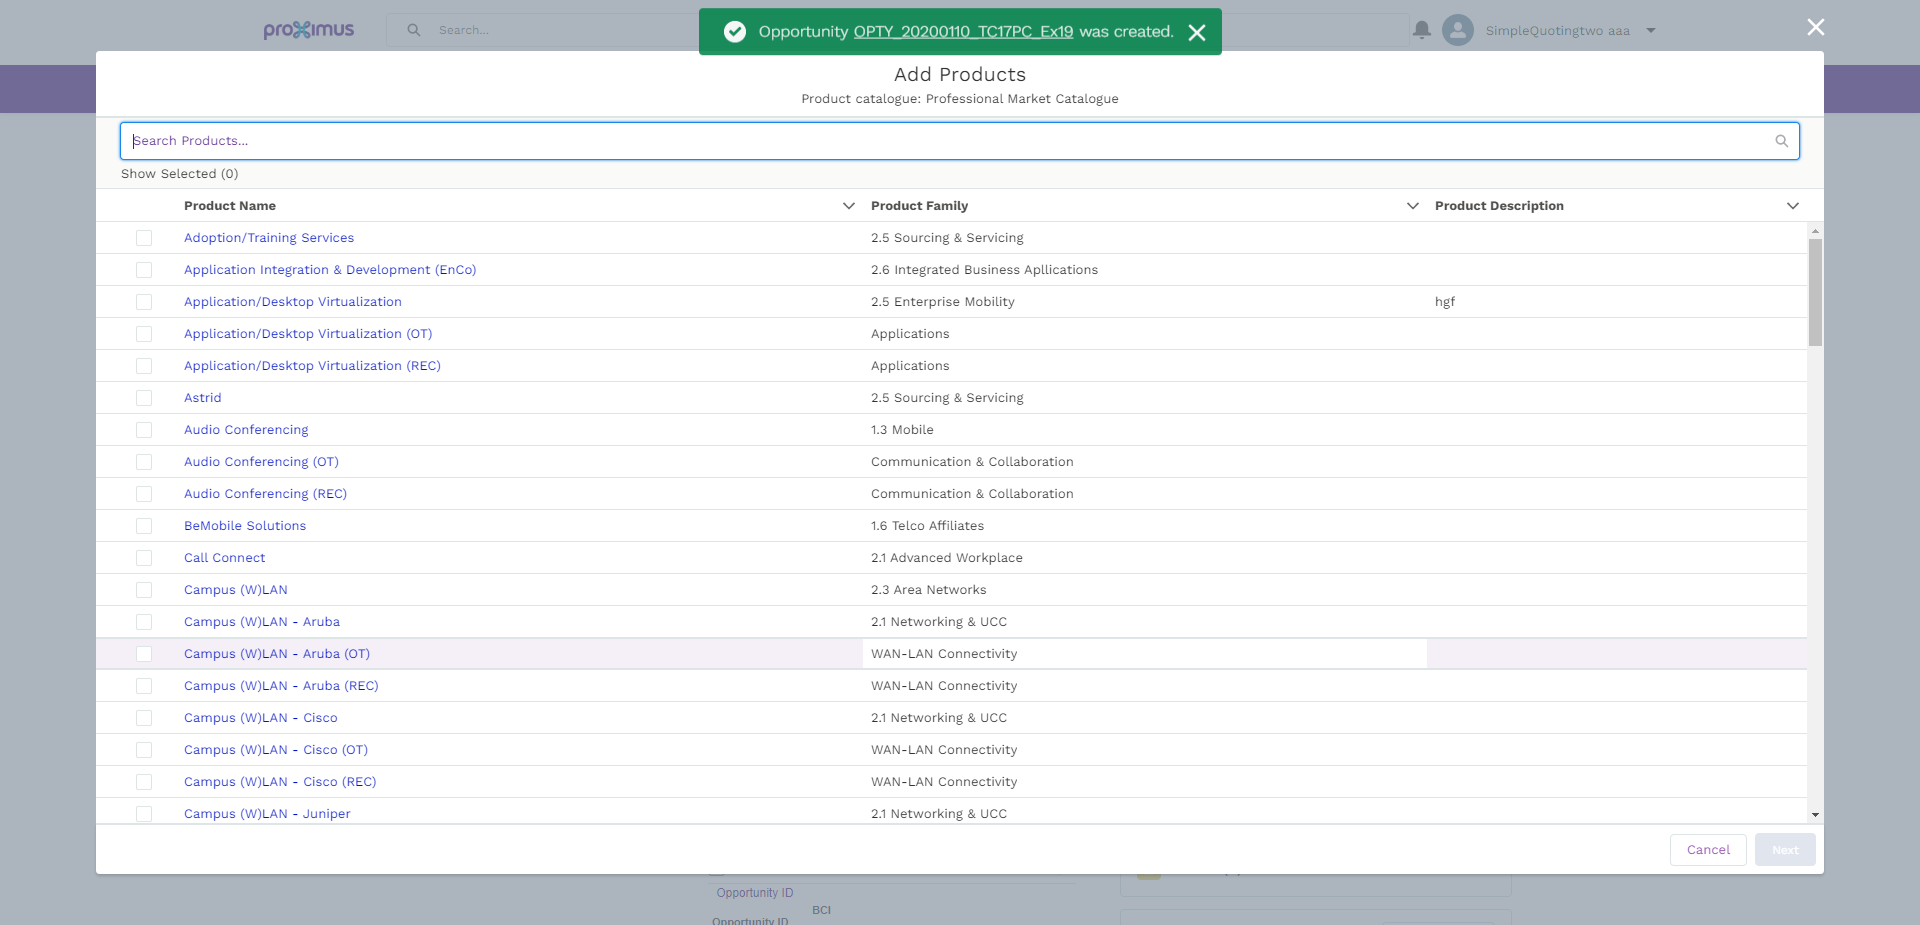 proximus
Search...
Opportunity OPTY_20200110_TC17PC_Ex19 was created.
SimpleQuotingtwo aaa
Add Products
Product catalogue: Professional Market Catalogue
Search Products...
Show Selected (0)
Product Name Product Family Product Description
Adoption/Training Services 2.5 Sourcing & Servicing
Application Integration & Development (EnCo) 2.6 Integrated Business Apllications
Application/Desktop Virtualization 2.5 Enterprise Mobility hgf
Application/Desktop Virtualization (OT) Applications
Application/Desktop Virtualization (REC) Applications
Astrid 2.5 Sourcing & Servicing
Audio Conferencing 1.3 Mobile
Audio Conferencing (OT) Communication & Collaboration
Audio Conferencing (REC) Communication & Collaboration
BeMobile Solutions 1.6 Telco Affiliates
Call Connect 2.1 Advanced Workplace
Campus (W)LAN 2.3 Area Networks
Campus (W)LAN - Aruba 2.1 Networking & UCC
Campus (W)LAN - Aruba (OT) WAN-LAN Connectivity
Campus (W)LAN - Aruba (REC) WAN-LAN Connectivity
Campus (W)LAN - Cisco 2.1 Networking & UCC
Campus (W)LAN - Cisco (OT) WAN-LAN Connectivity
Campus (W)LAN - Cisco (REC) WAN-LAN Connectivity
Campus (W)LAN - Juniper 2.1 Networking & UCC
Cancel Next
Opportunity ID
BCI
Opportunity ID